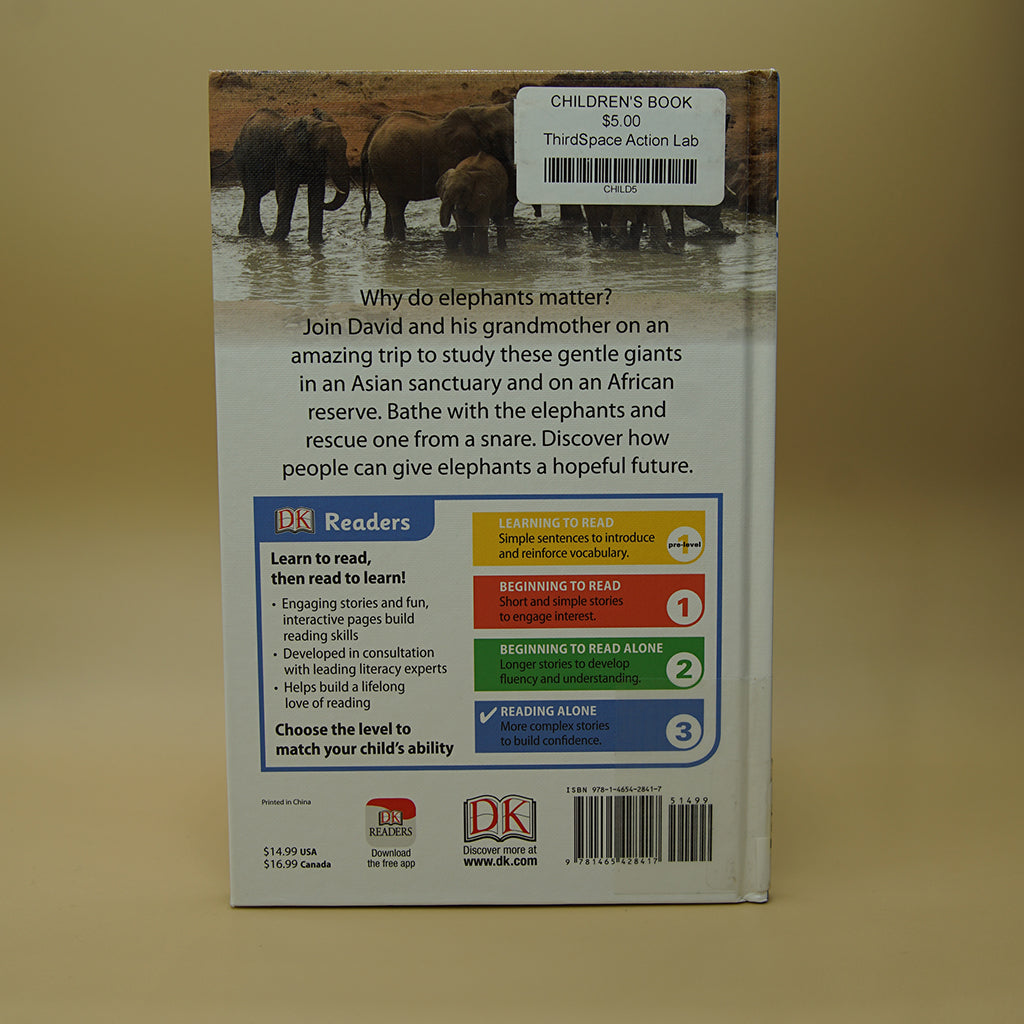 CHILDREN'S BOOK
$5.00
ThirdSpace Action Lab
CHILD5
Why do elephants matter?
Join David and his grandmother on an
amazing trip to study these gentle giants
in an Asian sanctuary and on an African
reserve. Bathe with the elephants and
rescue one from a snare. Discover how
people can give elephants a hopeful future.
DK Readers
Learn to read,
then read to learn!
• Engaging stories and fun,
interactive pages build
reading skills
• Developed in consultation
with leading literacy experts
• Helps build a lifelong
love of reading
Choose the level to
match your child's ability
LEARNING TO READ
Simple sentences to introduce
and reinforce vocabulary.
pre-level 1
BEGINNING TO READ
Short and simple stories
to engage interest.
1
BEGINNING TO READ ALONE
Longer stories to develop
fluency and understanding.
2
READING ALONE
More complex stories
to build confidence.
3
Printed in China
$14.99 USA
$16.99 Canada
DK
READERS
Download
the free app
DK
Discover more at
www.dk.com
ISBN 978-1-4654-2841-7
51499
9 781465 428417